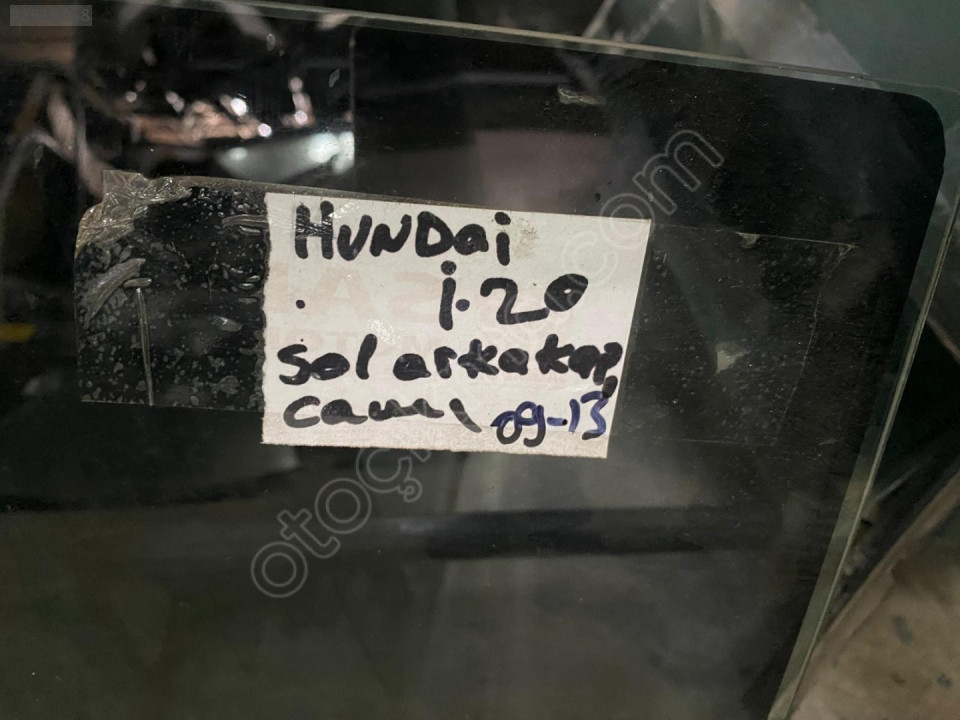 HUNDai
i.20
sol arka kapı
camı 09-13